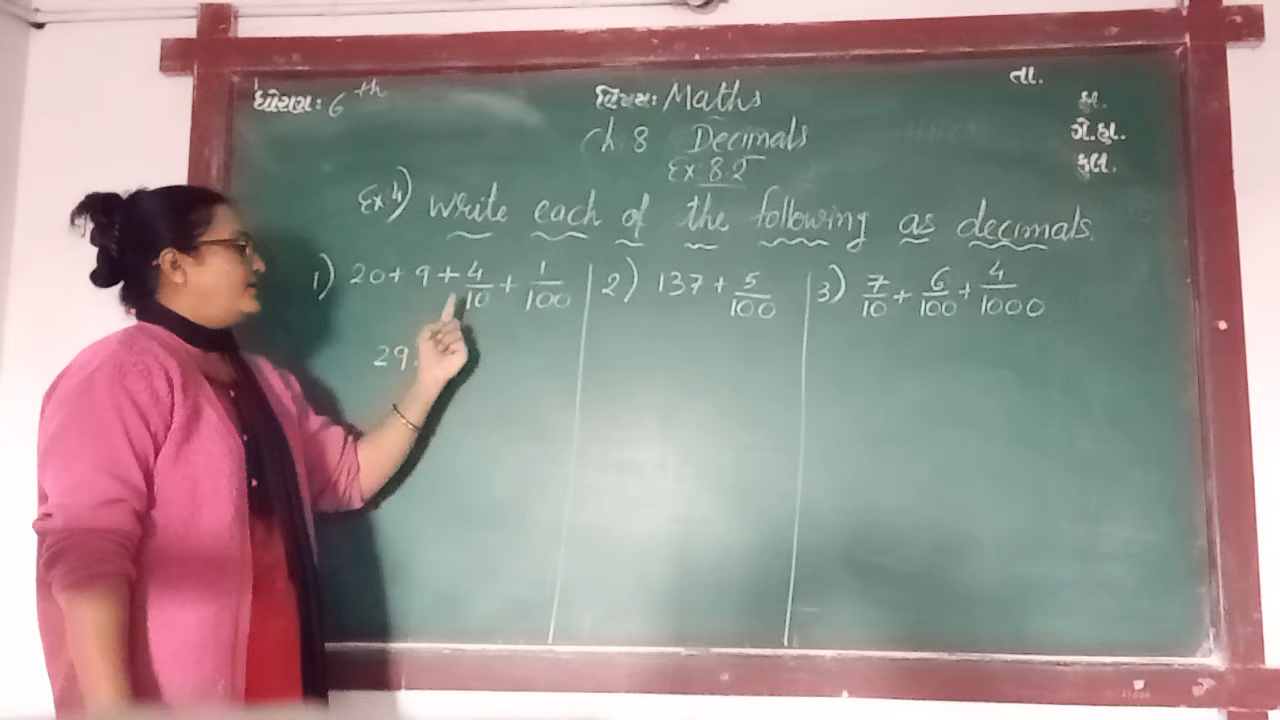 ધોરણ: 6th
વિષય: Maths
તા.
Ch 8 Decimals
હા.
Ex 8.2
ગે.હા.
કુલ.
Ex 4) Write each of the following as decimals.
1) 20 + 9 + 4/10 + 1/100
2) 137 + 5/100
3) 7/10 + 6/100 + 4/1000
29.